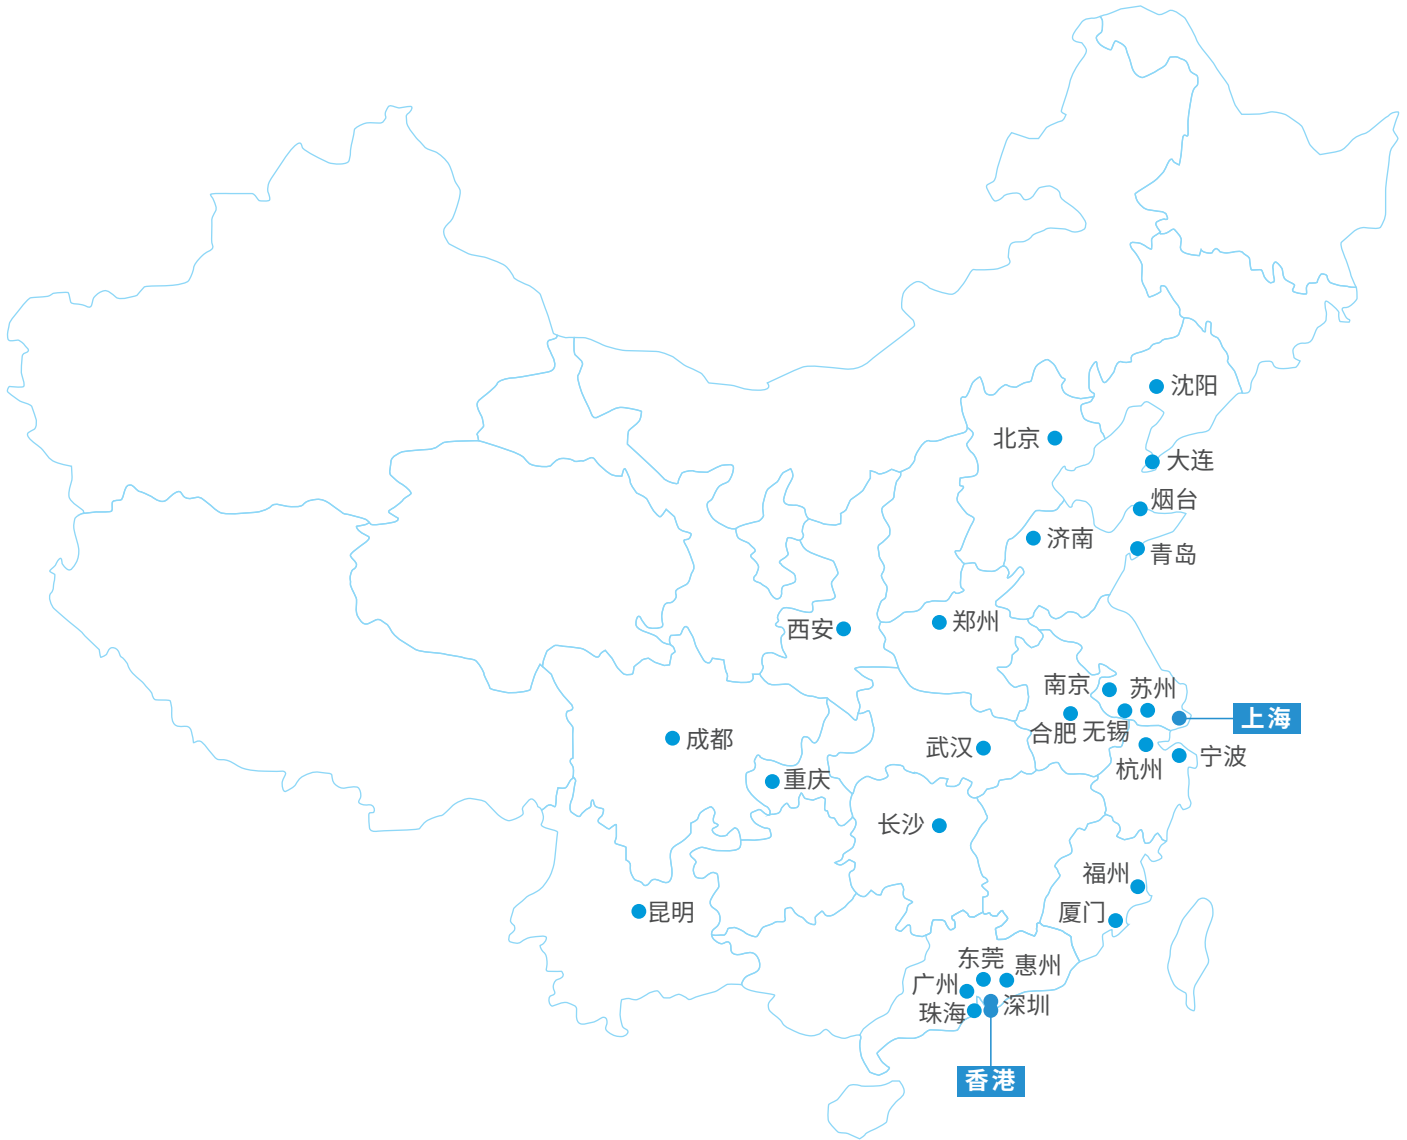 沈阳
北京
大连
烟台
济南
青岛
郑州
西安
南京
苏州
上海
合肥
无锡
成都
武汉
宁波
杭州
重庆
长沙
福州
昆明
厦门
东莞
惠州
广州
深圳
珠海
香港